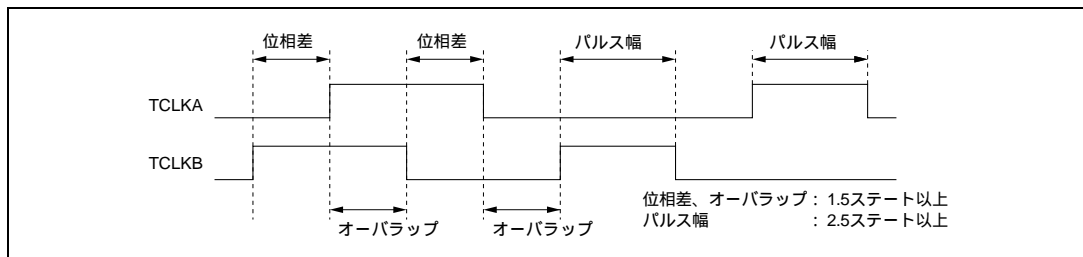 位相差 位相差 パルス幅 パルス幅
TCLKA
TCLKB
オーバラップ オーバラップ
位相差、オーバラップ : 1.5ステート以上
パルス幅 : 2.5ステート以上